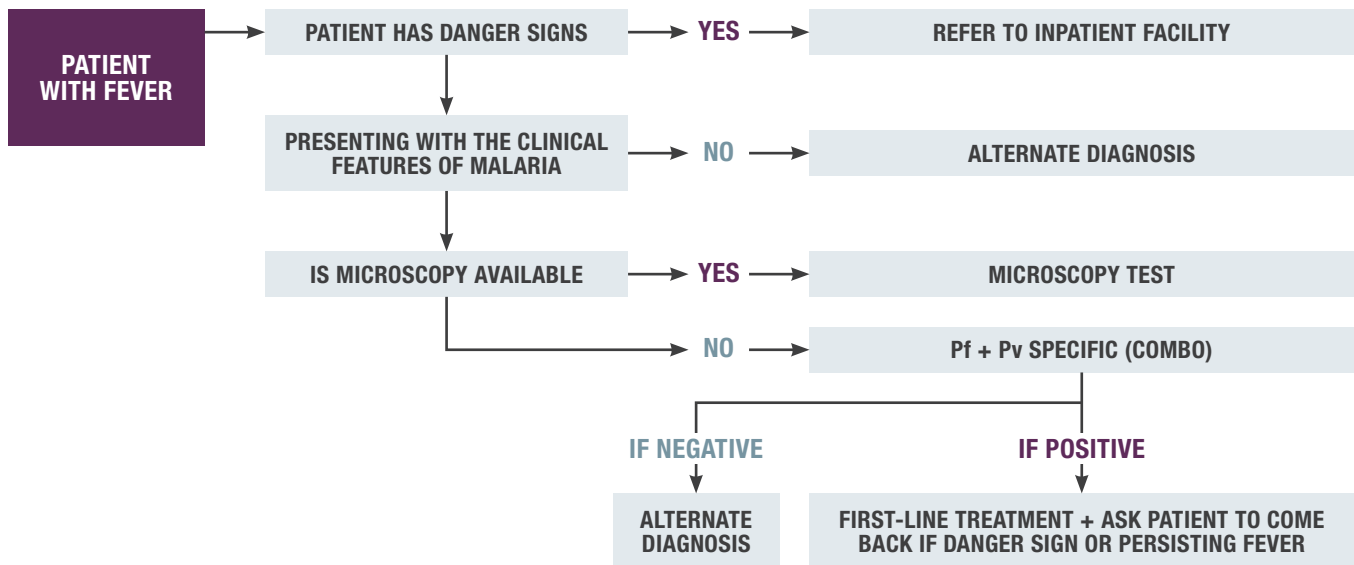 PATIENT
WITH FEVER
PATIENT HAS DANGER SIGNS
YES
REFER TO INPATIENT FACILITY
PRESENTING WITH THE CLINICAL
FEATURES OF MALARIA
NO
ALTERNATE DIAGNOSIS
IS MICROSCOPY AVAILABLE
YES
MICROSCOPY TEST
NO
Pf + Pv SPECIFIC (COMBO)
IF NEGATIVE
IF POSITIVE
ALTERNATE
DIAGNOSIS
FIRST-LINE TREATMENT + ASK PATIENT TO COME
BACK IF DANGER SIGN OR PERSISTING FEVER